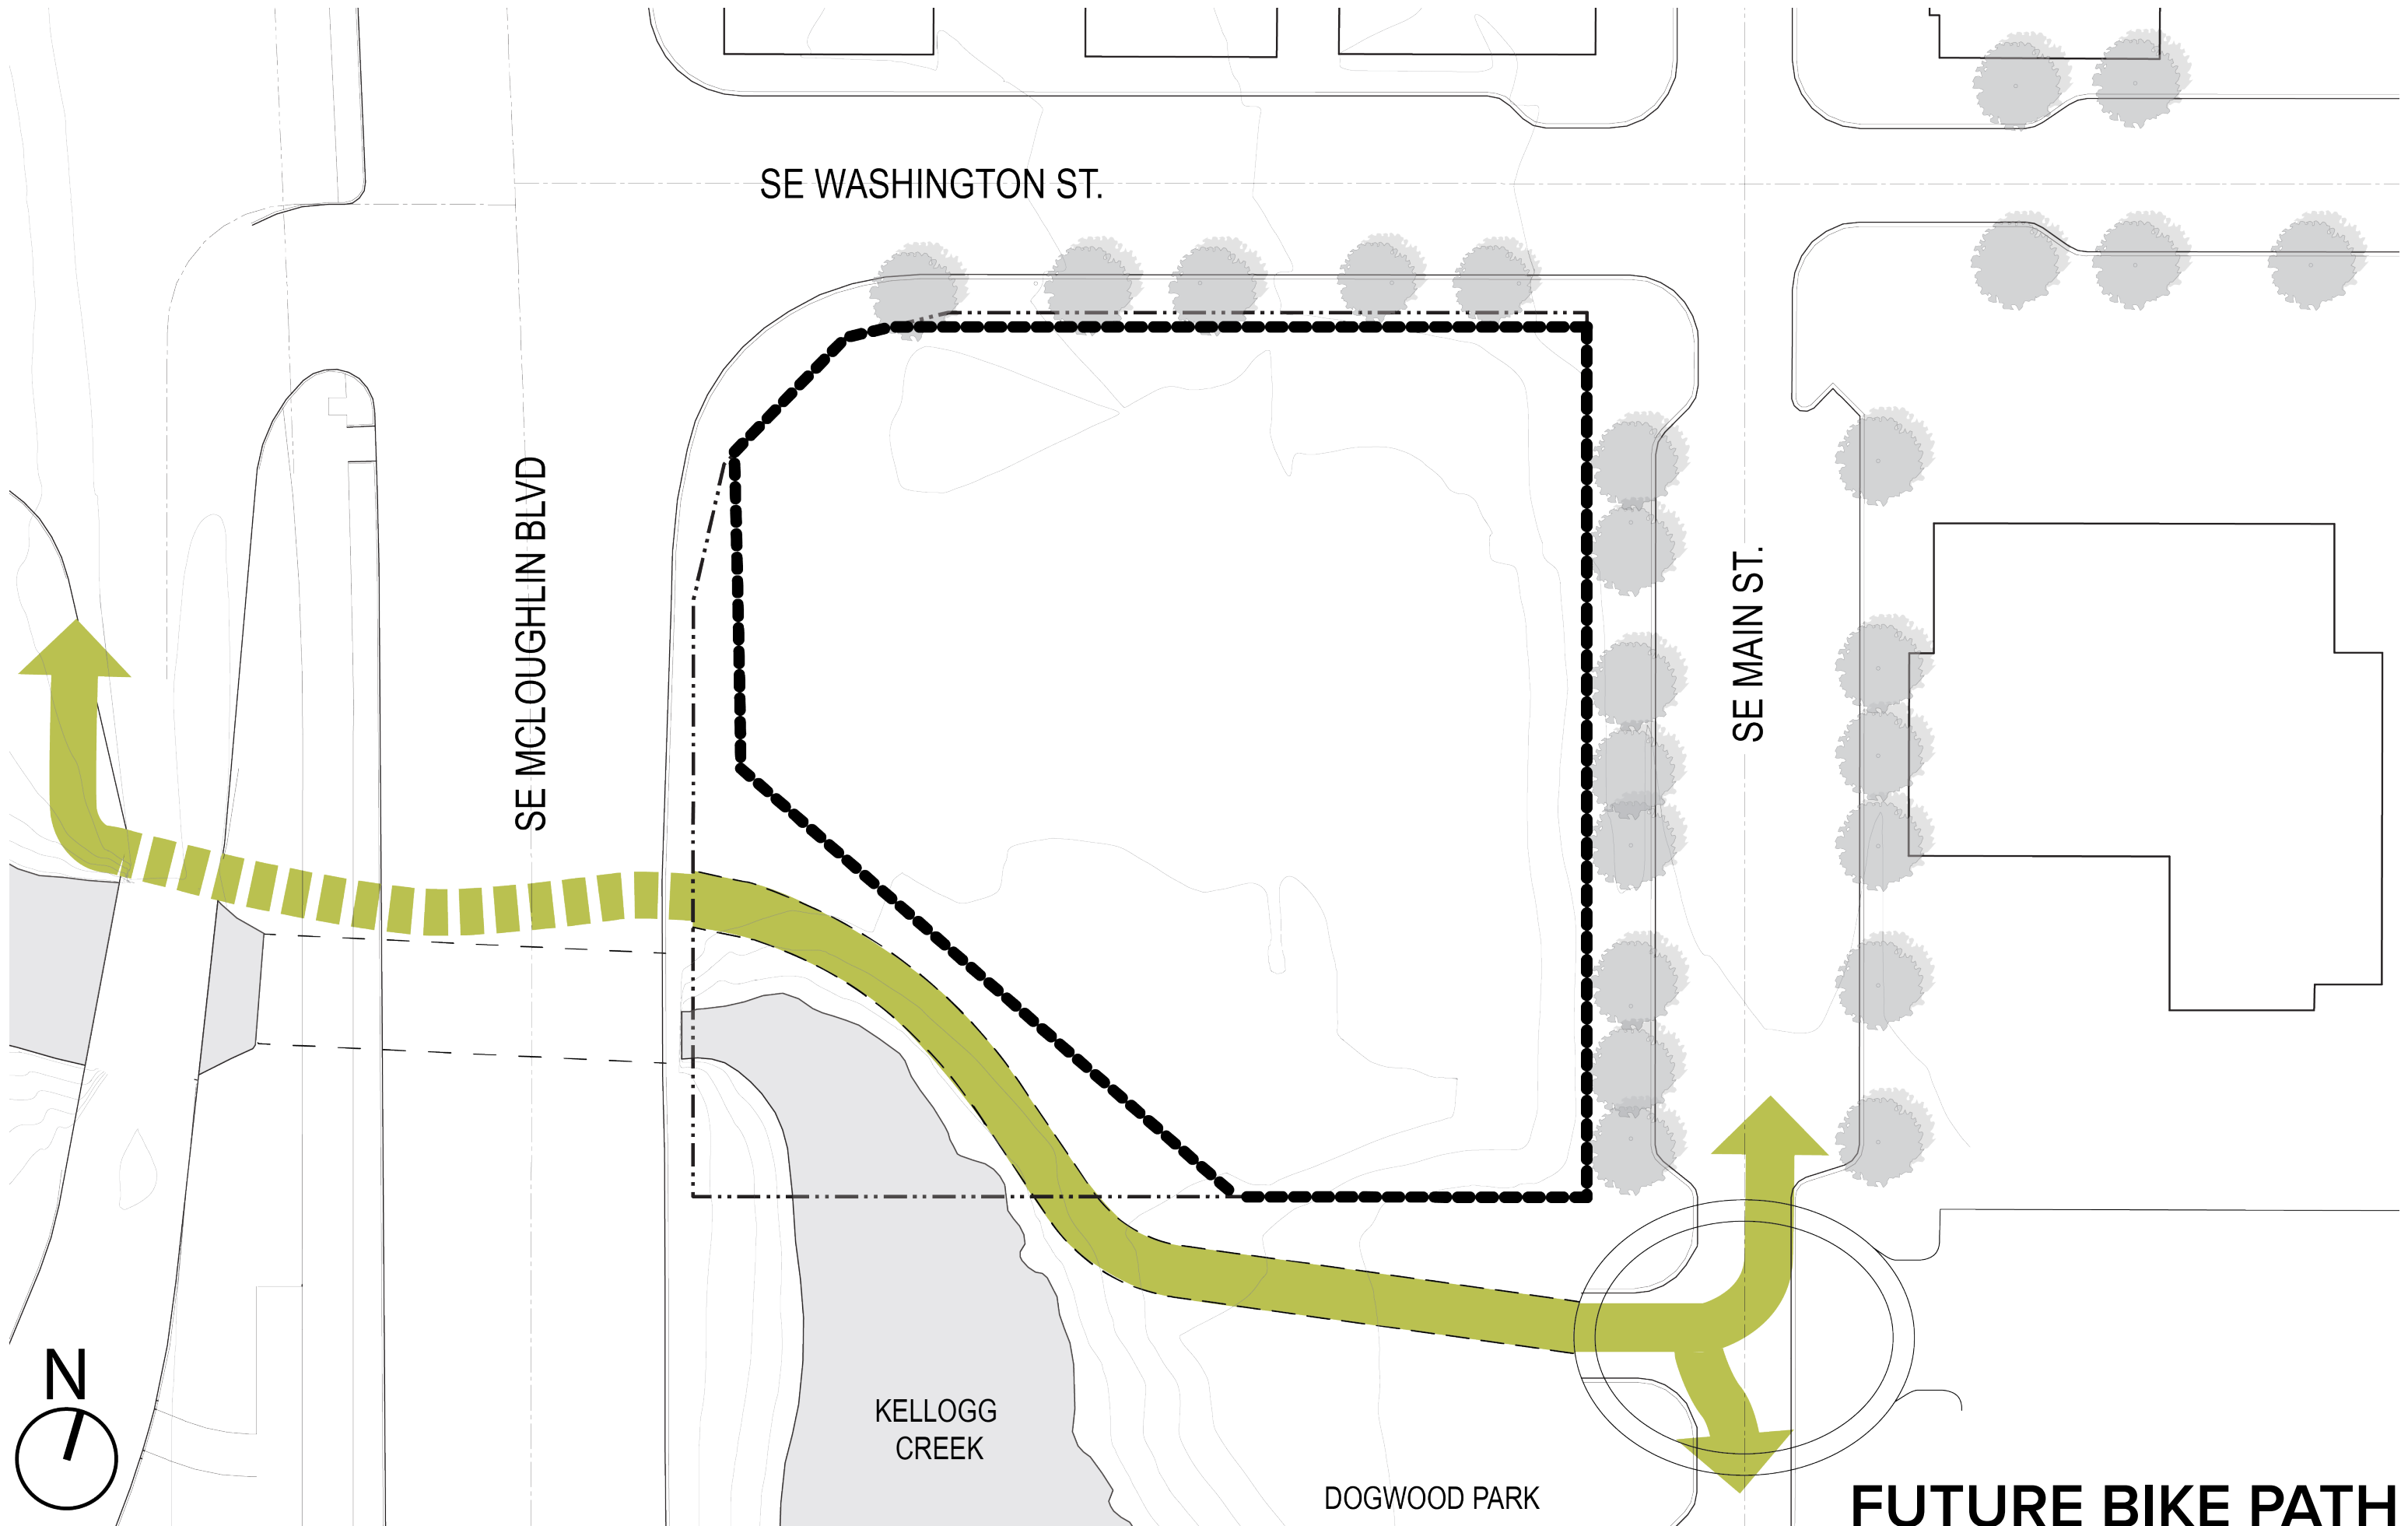 SE WASHINGTON ST.
SE MCLOUGHLIN BLVD
SE MAIN ST.
N
KELLOGG
CREEK
DOGWOOD PARK
FUTURE BIKE PATH